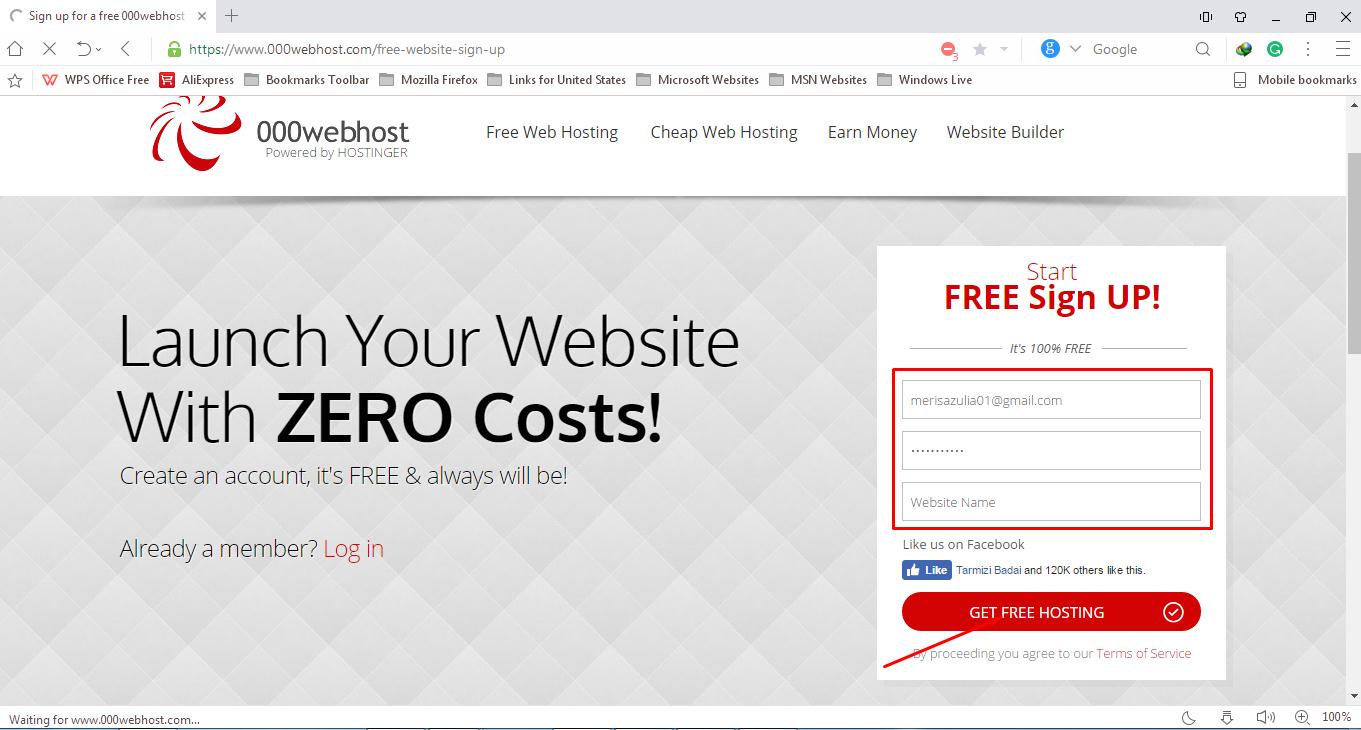 Sign up for a free 000webhost
https://www.000webhost.com/free-website-sign-up
3
g
Google
WPS Office Free
AliExpress
Bookmarks Toolbar
Mozilla Firefox
Links for United States
Microsoft Websites
MSN Websites
Windows Live
Mobile bookmarks
000webhost
Powered by HOSTINGER
Free Web Hosting
Cheap Web Hosting
Earn Money
Website Builder
Launch Your Website
With ZERO Costs!
Create an account, it's FREE & always will be!
Already a member? Log in
Start
FREE Sign UP!
It's 100% FREE
merisazulia01@gmail.com
Website Name
Like us on Facebook
Like Tarmizi Badai and 120K others like this.
GET FREE HOSTING
By proceeding you agree to our Terms of Service
Waiting for www.000webhost.com...
100%